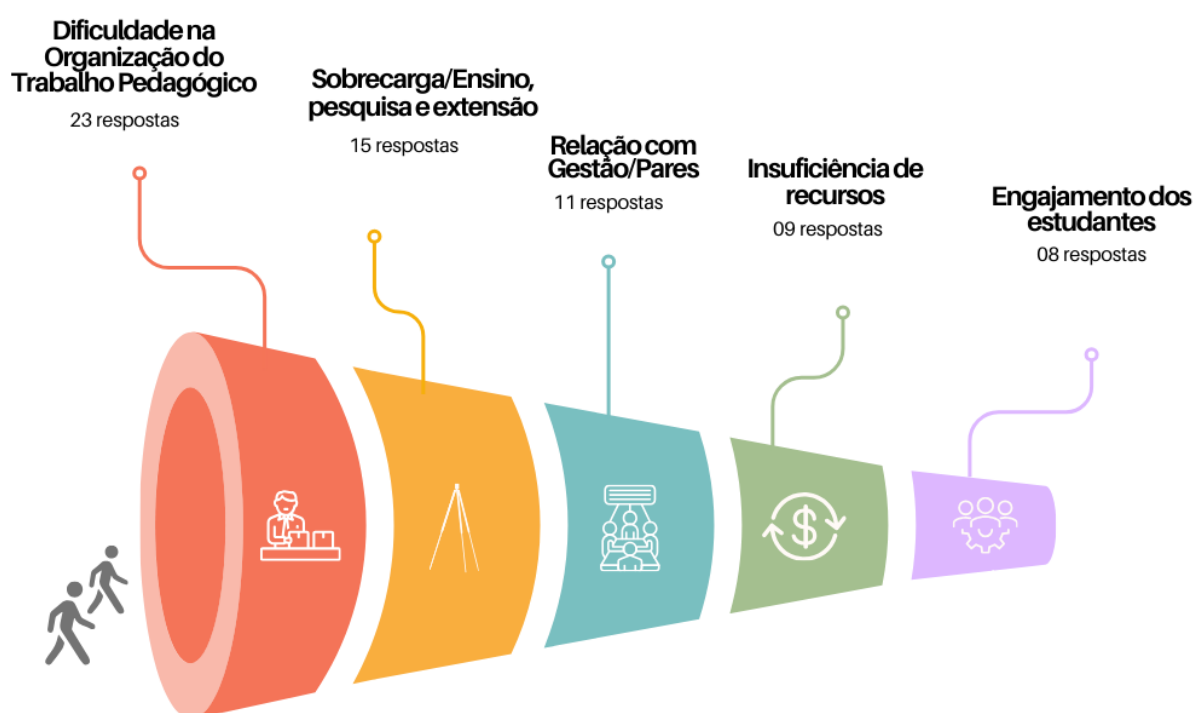 Dificuldade na
Organização do
Trabalho Pedagógico
23 respostas
Sobrecarga/Ensino,
pesquisa e extensão
15 respostas
Relação com
Gestão/Pares
11 respostas
Insuficiência de
recursos
09 respostas
Engajamento dos
estudantes
08 respostas
$